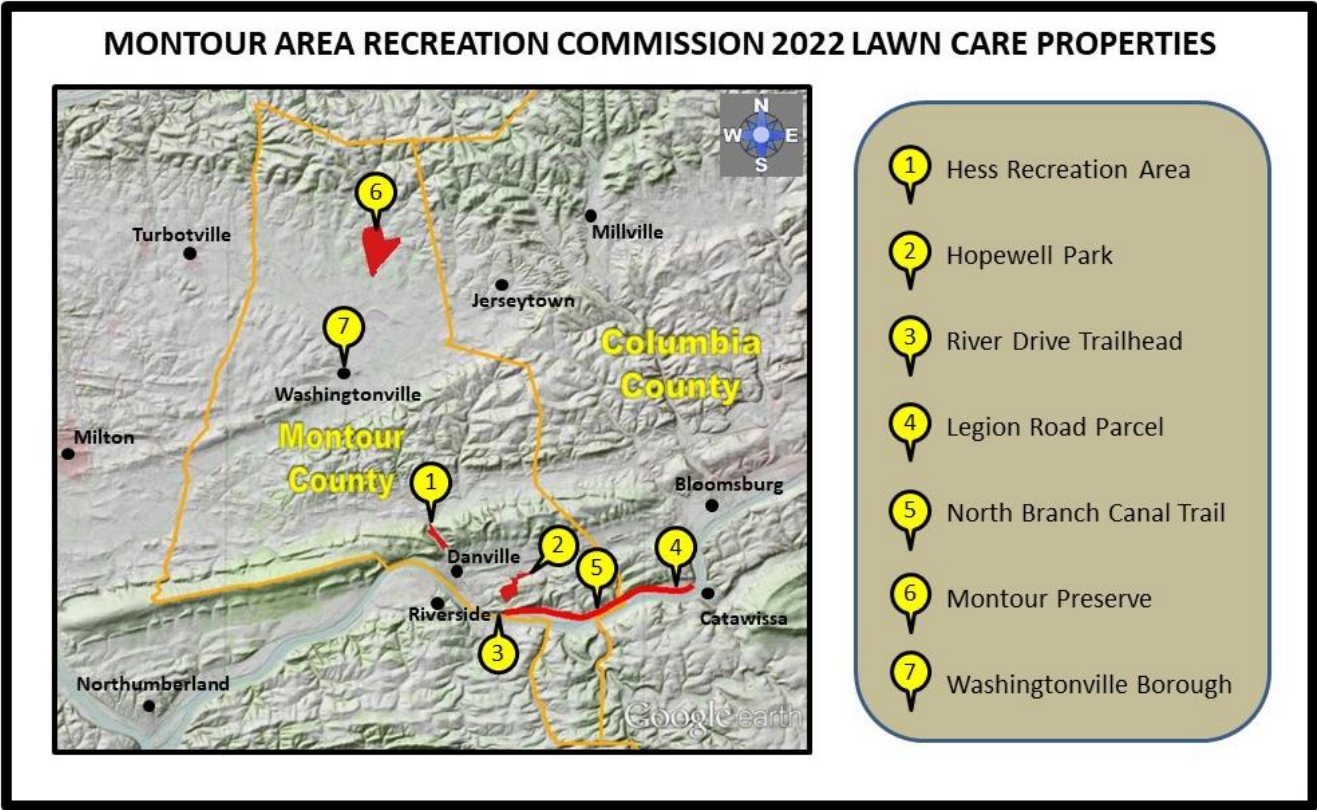 MONTOUR AREA RECREATION COMMISSION 2022 LAWN CARE PROPERTIES
N
W E
S
6
Turbotville
Millville
Jerseytown
7
Washingtonville
Columbia
County
Milton
Montour
County
1
Bloomsburg
Danville
2
5
4
Riverside
Catawissa
3
Northumberland
Google earth
1 Hess Recreation Area
2 Hopewell Park
3 River Drive Trailhead
4 Legion Road Parcel
5 North Branch Canal Trail
6 Montour Preserve
7 Washingtonville Borough